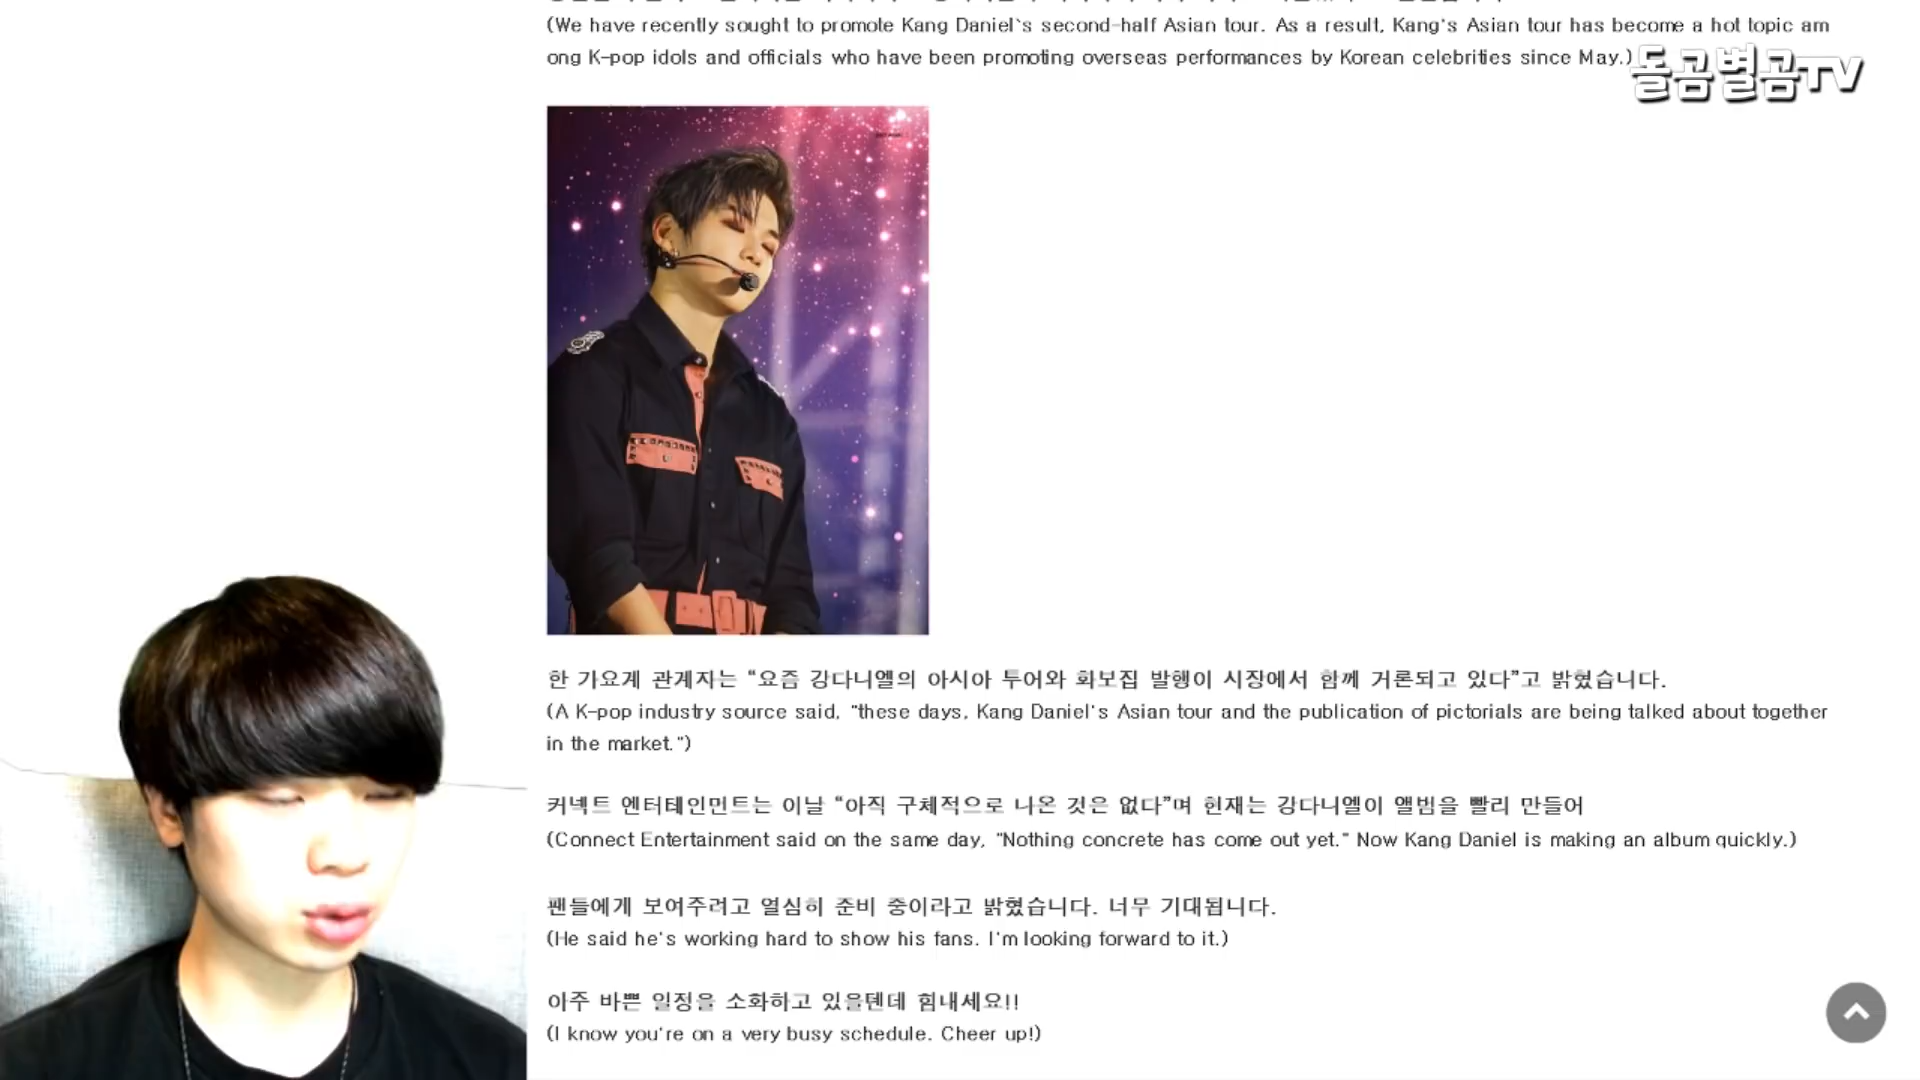 (We have recently sought to promote Kang Daniel's second-half Asian tour. As a result, Kang's Asian tour has become a hot topic am
ong K-pop idols and officials who have been promoting overseas performances by Korean celebrities since May.)
돌곰별곰TV
한 가요계 관계자는 “요즘 강다니엘의 아시아 투어와 화보집 발행이 시장에서 함께 거론되고 있다”고 밝혔습니다.
(A K-pop industry source said, "these days, Kang Daniel's Asian tour and the publication of pictorials are being talked about together
in the market.")
커넥트 엔터테인먼트는 이날 “아직 구체적으로 나온 것은 없다”며 현재는 강다니엘이 앨범을 빨리 만들어
(Connect Entertainment said on the same day, "Nothing concrete has come out yet." Now Kang Daniel is making an album quickly.)
팬들에게 보여주려고 열심히 준비 중이라고 밝혔습니다. 너무 기대됩니다.
(He said he's working hard to show his fans. I'm looking forward to it.)
아주 바쁜 일정을 소화하고 있을텐데 힘내세요!!
(I know you're on a very busy schedule. Cheer up!)